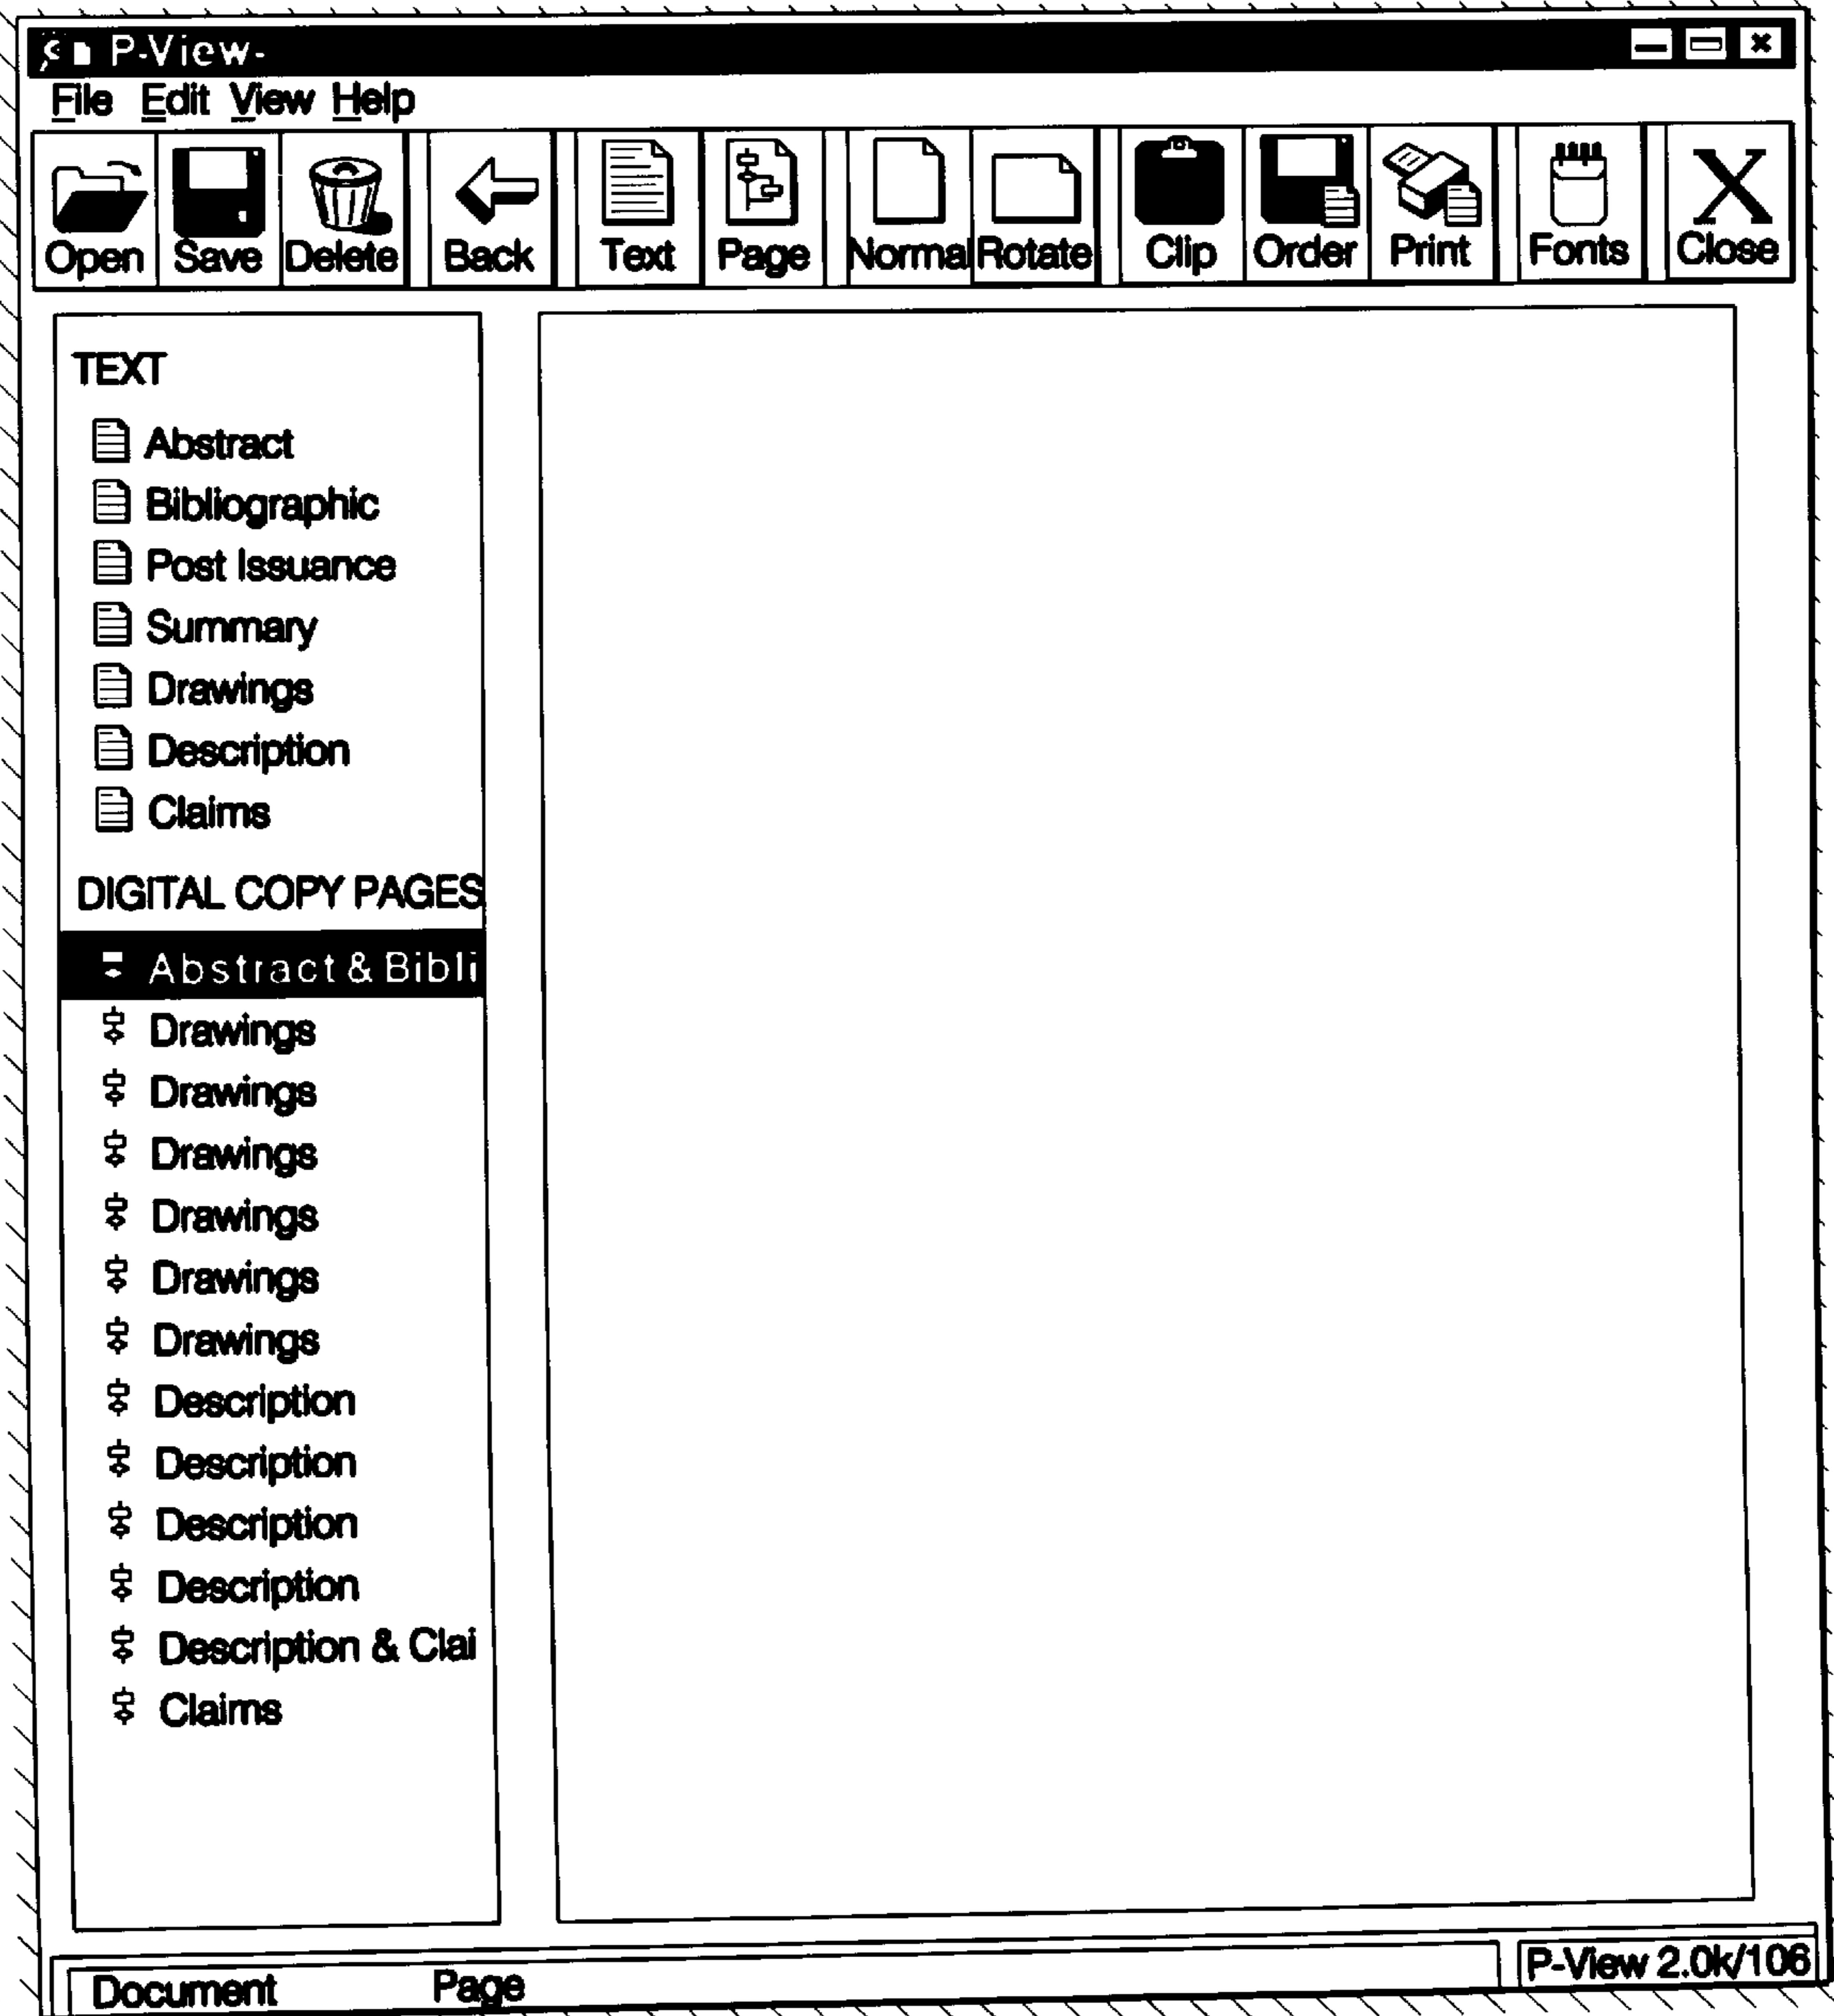 P-View-
File Edit View Help
Open Save Delete Back Text Page Normal Rotate Clip Order Print Fonts Close
TEXT
Abstract
Bibliographic
Post Issuance
Summary
Drawings
Description
Claims
DIGITAL COPY PAGES
Abstract & Bibli
Drawings
Drawings
Drawings
Drawings
Drawings
Drawings
Description
Description
Description
Description
Description & Clai
Claims
Document Page P-View 2.0k/106